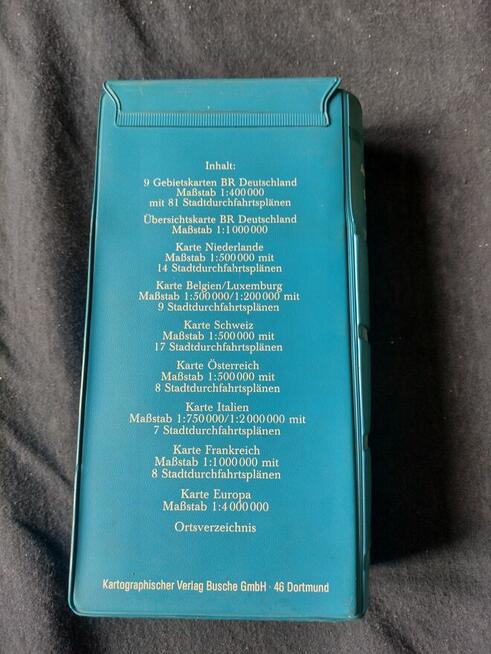 Inhalt:
9 Gebietskarten BR Deutschland
Maßstab 1:400 000
mit 81 Stadtdurchfahrtsplänen
Übersichtskarte BR Deutschland
Maßstab 1:1 000 000
Karte Niederlande
Maßstab 1:500 000 mit
14 Stadtdurchfahrtsplänen
Karte Belgien/Luxemburg
Maßstab 1:500 000/1:200 000 mit
9 Stadtdurchfahrtsplänen
Karte Schweiz
Maßstab 1:500 000 mit
17 Stadtdurchfahrtsplänen
Karte Österreich
Maßstab 1:500 000 mit
8 Stadtdurchfahrtsplänen
Karte Italien
Maßstab 1:750 000/1:2 000 000 mit
7 Stadtdurchfahrtsplänen
Karte Frankreich
Maßstab 1:1 000 000 mit
8 Stadtdurchfahrtsplänen
Karte Europa
Maßstab 1:4 000 000
Ortsverzeichnis
Kartographischer Verlag Busche GmbH · 46 Dortmund